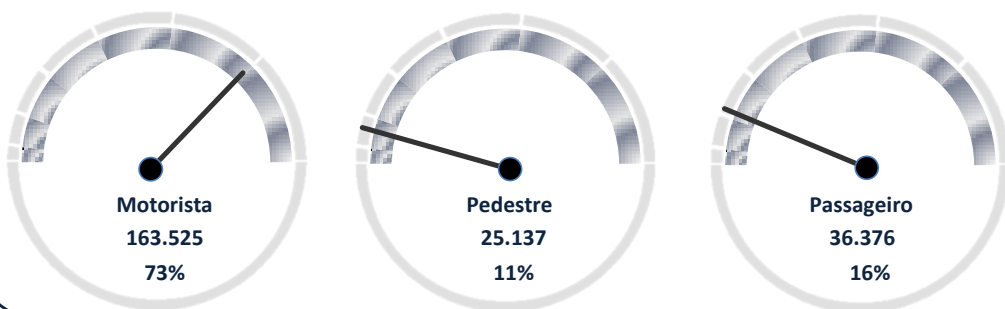 Motorista
163.525
73%
Pedestre
25.137
11%
Passageiro
36.376
16%